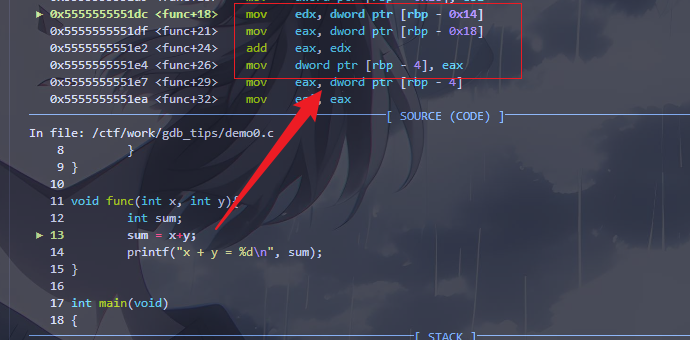 ► 0x5555555551dc <func+18> mov edx, dword ptr [rbp - 0x14]
0x5555555551df <func+21> mov eax, dword ptr [rbp - 0x18]
0x5555555551e2 <func+24> add eax, edx
0x5555555551e4 <func+26> mov dword ptr [rbp - 4], eax
0x5555555551e7 <func+29> mov eax, dword ptr [rbp - 4]
0x5555555551ea <func+32> mov eax
[ SOURCE (CODE) ]
In file: /ctf/work/gdb_tips/demo0.c
8 }
9 }
10
11 void func(int x, int y){
12 int sum;
► 13 sum = x+y;
14 printf("x + y = %d\n", sum);
15 }
16
17 int main(void)
18 {
[ STACK ]